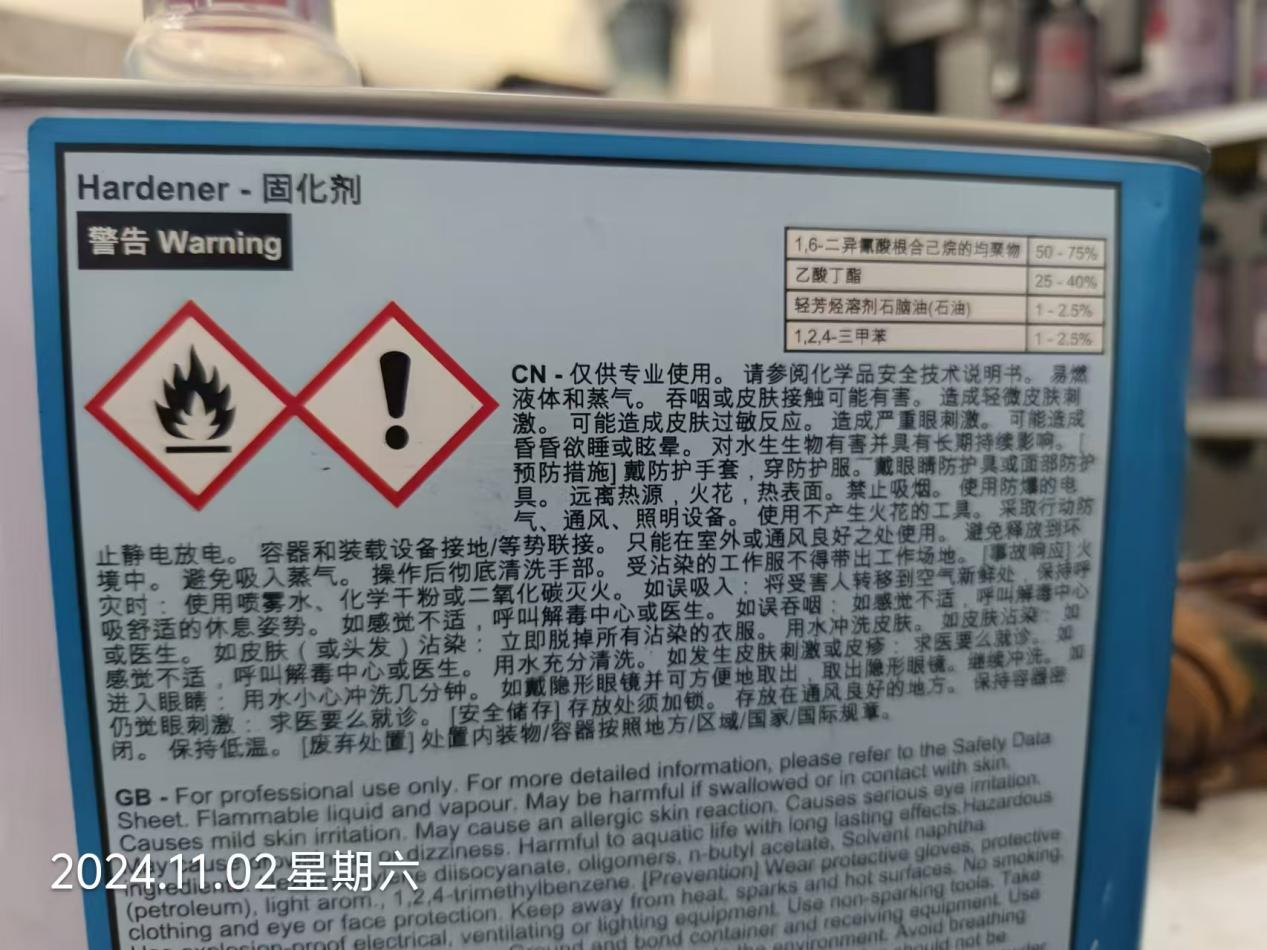 Hardener - 固化剂
警告 Warning
1,6-二异氰酸根合己烷的均聚物 50 - 75%
乙酸丁酯 25 - 40%
轻芳烃溶剂石脑油(石油) 1 - 2.5%
1,2,4-三甲苯 1 - 2.5%
CN - 仅供专业使用。 请参阅化学品安全技术说明书。 易燃
液体和蒸气。 吞咽或皮肤接触可能有害。 造成轻微皮肤刺
激。 可能造成皮肤过敏反应。 造成严重眼刺激。 可能造成
昏昏欲睡或眩晕。 对水生生物有害并具有长期持续影响。 [
预防措施] 戴防护手套，穿防护服。戴眼睛防护具或面部防护
具。 远离热源，火花，热表面。禁止吸烟。 使用防爆的电
气、通风、照明设备。 使用不产生火花的工具。 采取行动防
止静电放电。 容器和装载设备接地/等势联接。 只能在室外或通风良好之处使用。 避免释放到环
境中。 避免吸入蒸气。 操作后彻底清洗手部。 受沾染的工作服不得带出工作场地。 [事故响应] 火
灾时： 使用喷雾水、化学干粉或二氧化碳灭火。 如误吸入： 将受害人转移到空气新鲜处，保持呼
吸舒适的休息姿势。 如感觉不适，呼叫解毒中心或医生。 如误吞咽： 如感觉不适，呼叫解毒中心
或医生。 如皮肤（或头发）沾染： 立即脱掉所有沾染的衣服。 用水冲洗皮肤。 如皮肤沾染： 如
感觉不适，呼叫解毒中心或医生。 用水充分清洗。 如发生皮肤刺激或皮疹： 求医要么就诊。 如
进入眼睛： 用水小心冲洗几分钟。 如戴隐形眼镜并可方便地取出，取出隐形眼镜。继续冲洗。 如
仍觉眼刺激： 求医要么就诊。 [安全储存] 存放处须加锁。 存放在通风良好的地方。 保持容器密
闭。 保持低温。 [废弃处置] 处置内装物/容器按照地方/区域/国家/国际规章。
GB - For professional use only. For more detailed information, please refer to the Safety Data
Sheet. Flammable liquid and vapour. May be harmful if swallowed or in contact with skin.
Causes mild skin irritation. May cause an allergic skin reaction. Causes serious eye irritation.
May cause dizziness. Harmful to aquatic life with long lasting effects. Hazardous
diisocyanate, oligomers, n-butyl acetate, Solvent naphtha
(petroleum), light arom., 1,2,4-trimethylbenzene. [Prevention] Wear protective gloves, protective
clothing and eye or face protection. Keep away from heat, sparks and hot surfaces. No smoking.
Use explosion-proof electrical, ventilating or lighting equipment. Use non-sparking tools. Take
Ground and bond container and receiving equipment. Use
the environment. Avoid breathing
should not be
2024.11.02 星期六